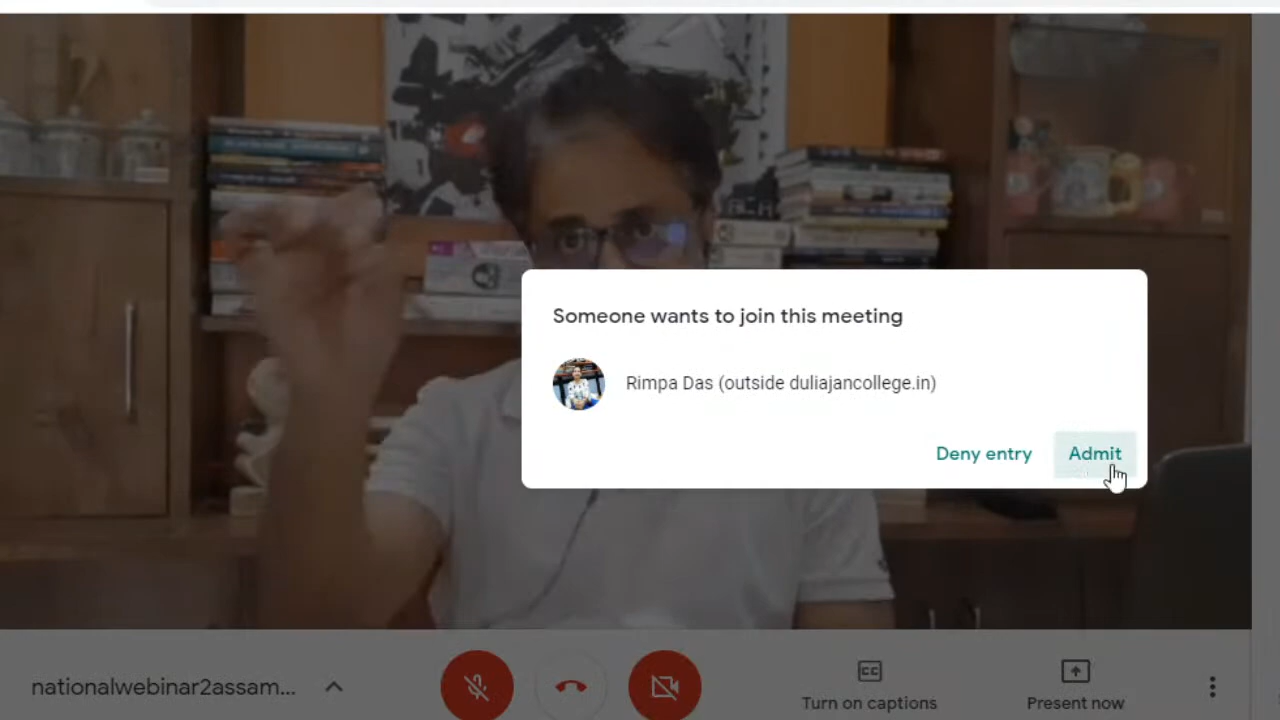 Someone wants to join this meeting
Rimpa Das (outside duliajancollege.in)
Deny entry
Admit
nationalwebinar2assam...
Turn on captions
Present now